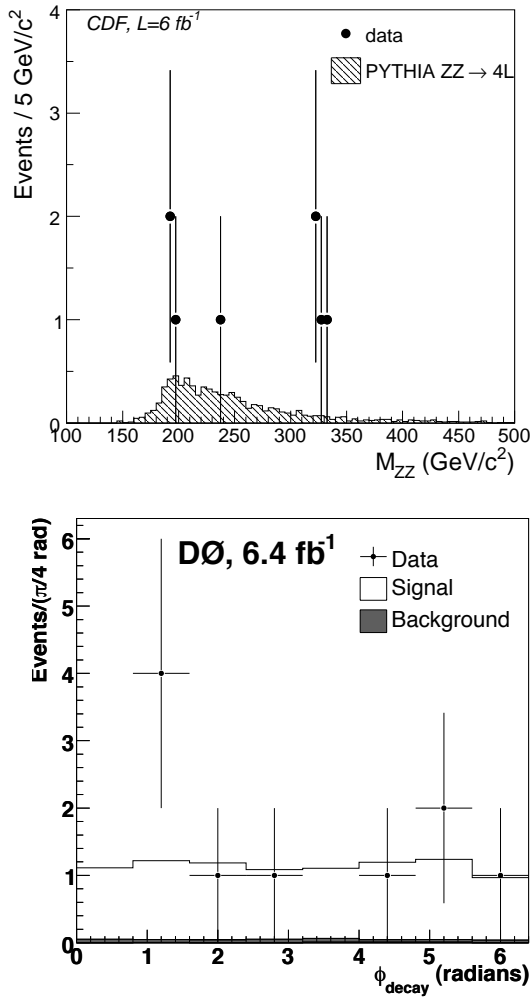 CDF, L=6 fb⁻¹
data
PYTHIA ZZ → 4L
Events / 5 GeV/c²
4
3
2
1
0
100 150 200 250 300 350 400 450 500
M_ZZ (GeV/c²)
DØ, 6.4 fb⁻¹
Data
Signal
Background
Events/(π/4 rad)
6
5
4
3
2
1
0
0 1 2 3 4 5 6
ϕ_decay (radians)